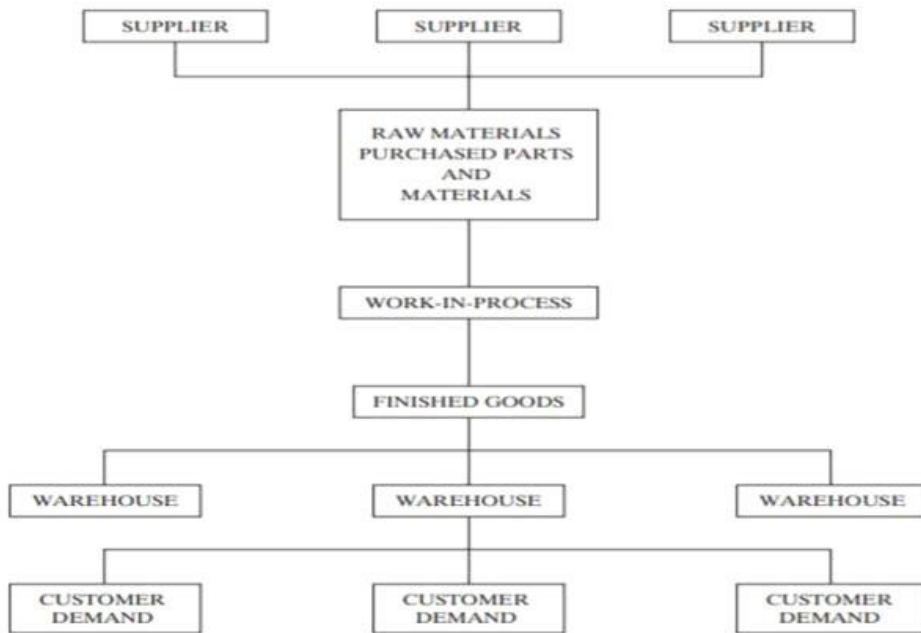 SUPPLIER
SUPPLIER
SUPPLIER
RAW MATERIALS
PURCHASED PARTS
AND
MATERIALS
WORK-IN-PROCESS
FINISHED GOODS
WAREHOUSE
WAREHOUSE
WAREHOUSE
CUSTOMER
DEMAND
CUSTOMER
DEMAND
CUSTOMER
DEMAND